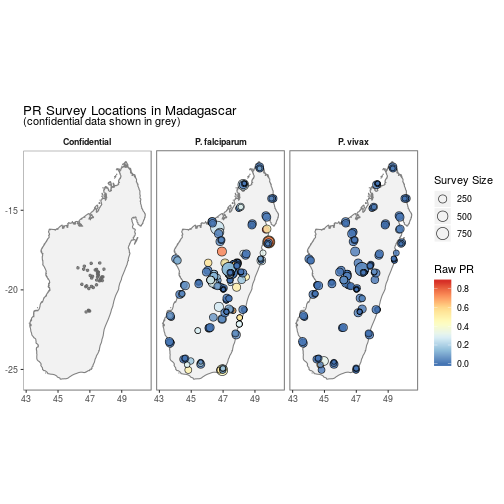 PR Survey Locations in Madagascar
(confidential data shown in grey)
Confidential P. falciparum P. vivax
-15
-20
-25
43 45 47 49 43 45 47 49 43 45 47 49
Survey Size
250
500
750
Raw PR
0.8
0.6
0.4
0.2
0.0